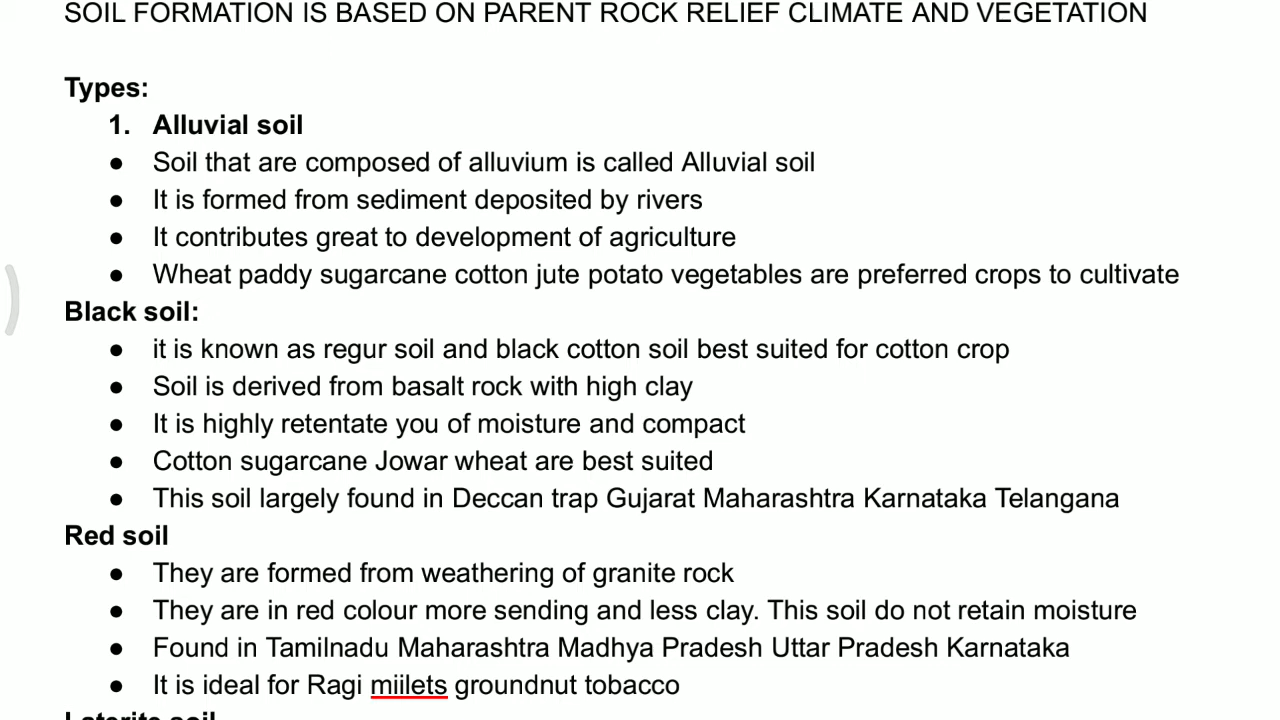 SOIL FORMATION IS BASED ON PARENT ROCK RELIEF CLIMATE AND VEGETATION
Types:
1. Alluvial soil
● Soil that are composed of alluvium is called Alluvial soil
● It is formed from sediment deposited by rivers
● It contributes great to development of agriculture
● Wheat paddy sugarcane cotton jute potato vegetables are preferred crops to cultivate
Black soil:
● it is known as regur soil and black cotton soil best suited for cotton crop
● Soil is derived from basalt rock with high clay
● It is highly retentate you of moisture and compact
● Cotton sugarcane Jowar wheat are best suited
● This soil largely found in Deccan trap Gujarat Maharashtra Karnataka Telangana
Red soil
● They are formed from weathering of granite rock
● They are in red colour more sending and less clay. This soil do not retain moisture
● Found in Tamilnadu Maharashtra Madhya Pradesh Uttar Pradesh Karnataka
● It is ideal for Ragi miilets groundnut tobacco
Laterite soil